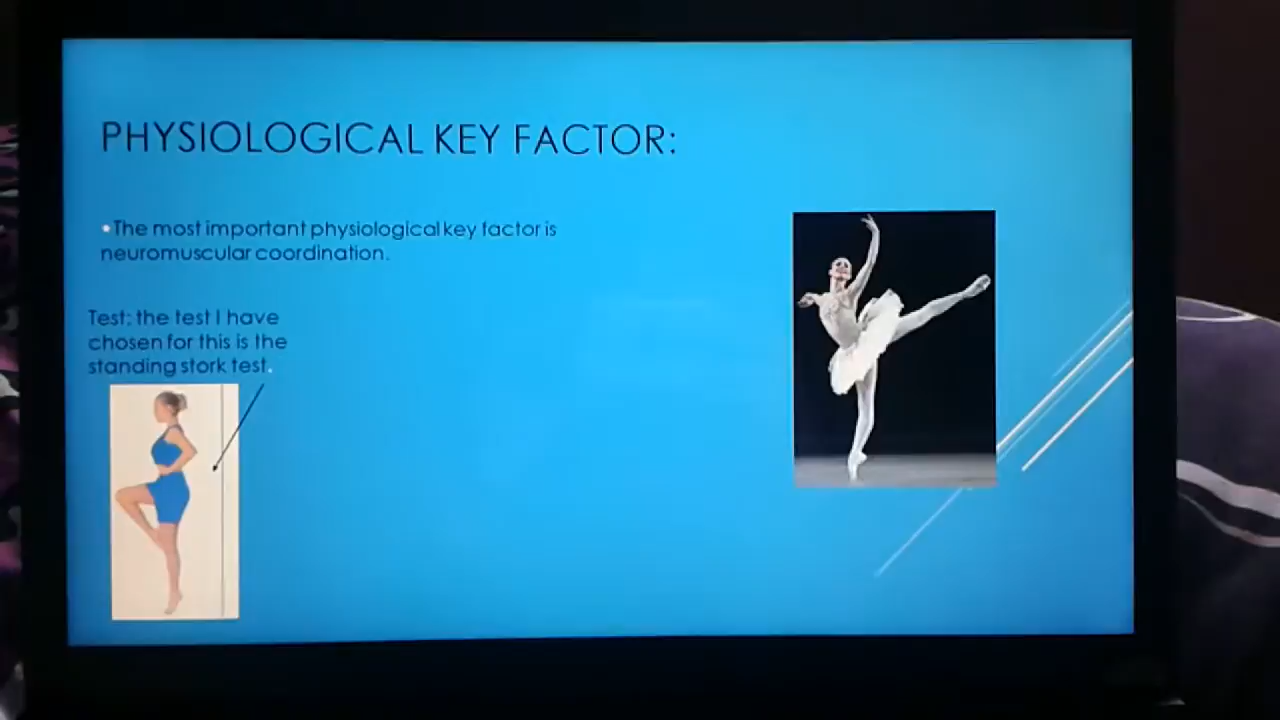 PHYSIOLOGICAL KEY FACTOR:
•The most important physiological key factor is
neuromuscular coordination.
Test: the test I have
chosen for this is the
standing stork test.